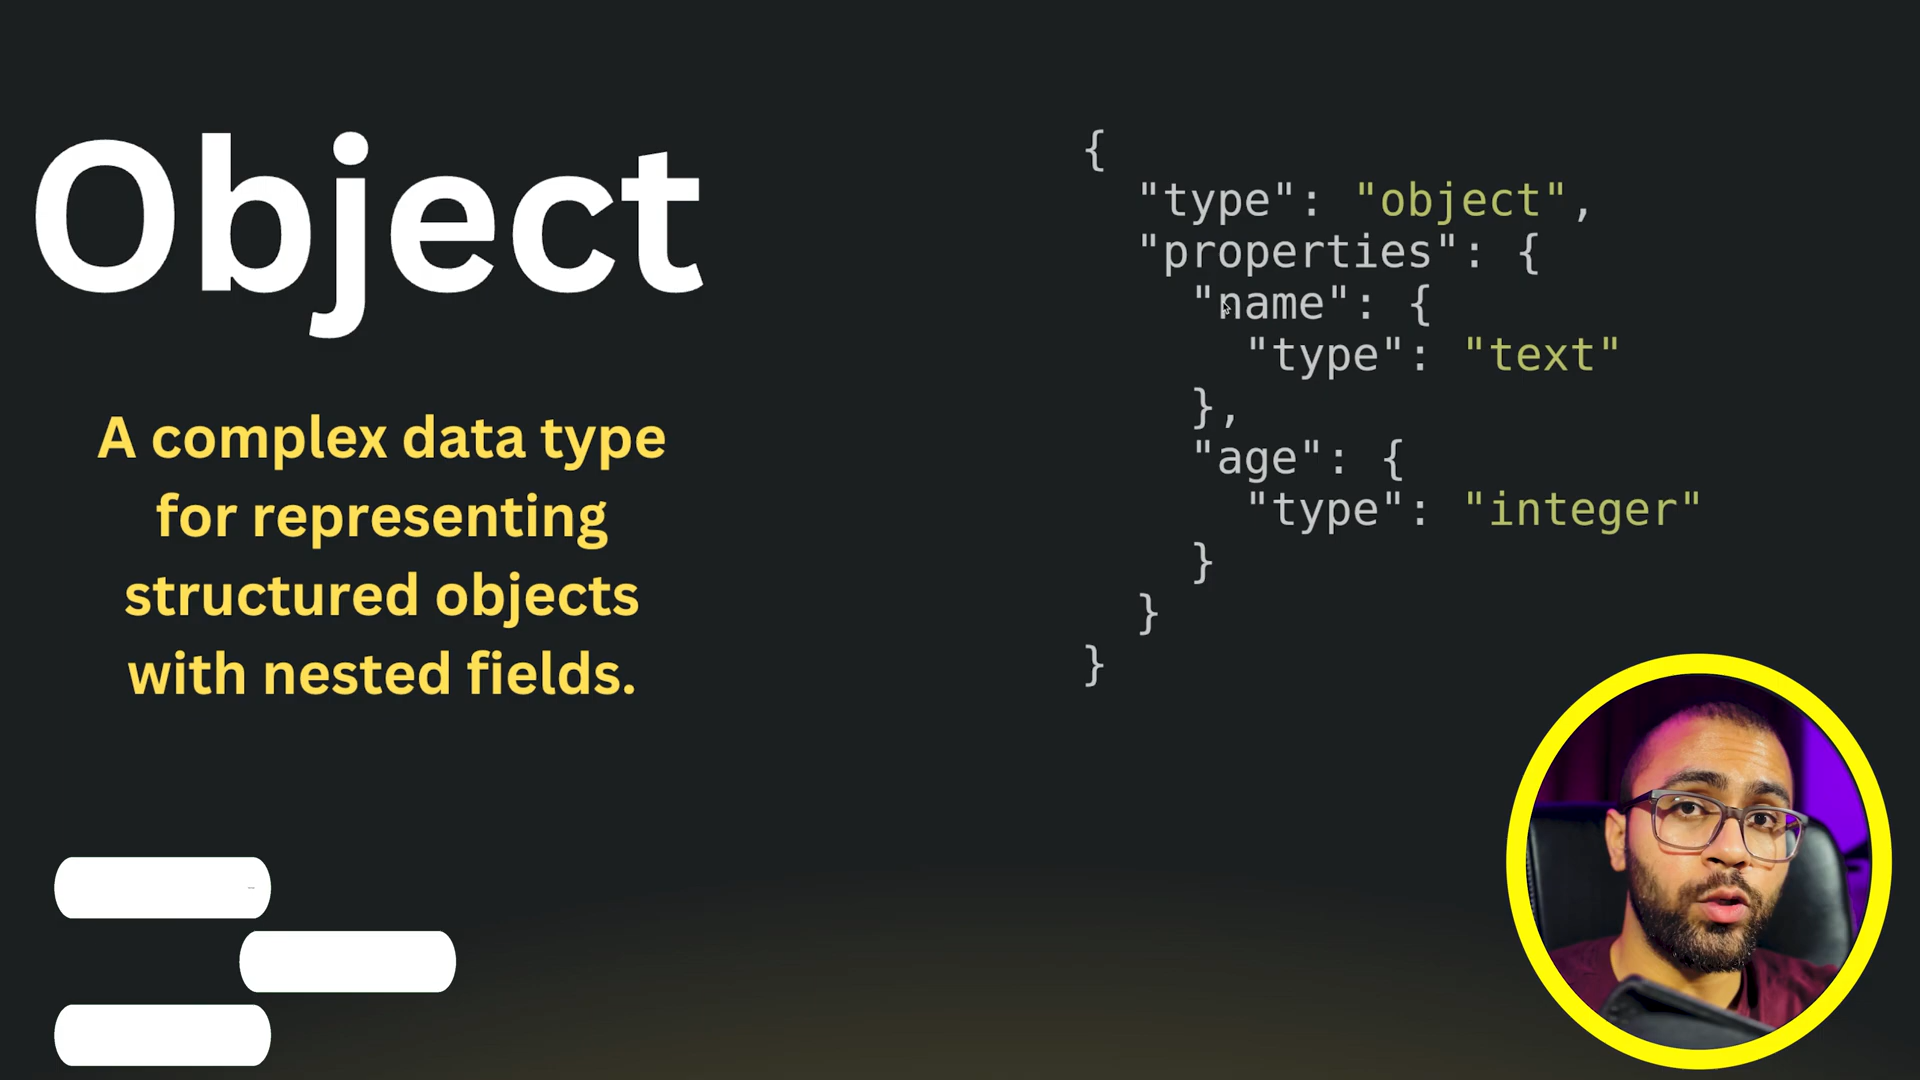 Object
A complex data type
for representing
structured objects
with nested fields.
{
  "type": "object",
  "properties": {
    "name": {
      "type": "text"
    },
    "age": {
      "type": "integer"
    }
  }
}